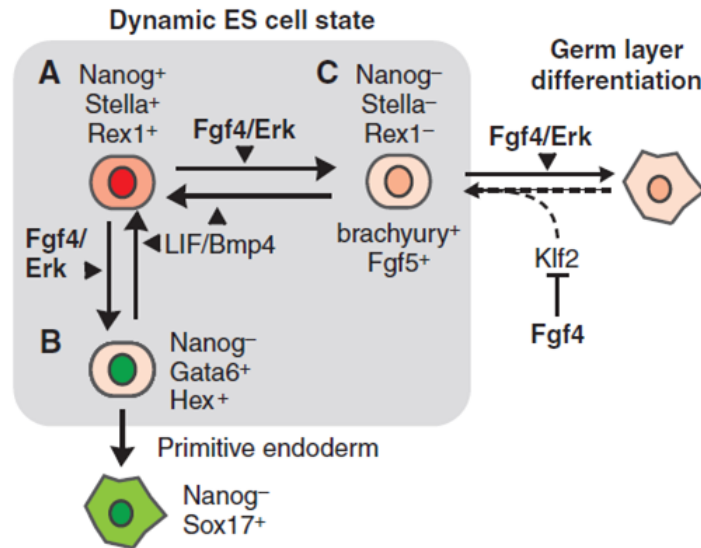 Dynamic ES cell state
A
Nanog⁺
Stella⁺
Rex1⁺
Fgf4/Erk
C
Nanog⁻
Stella⁻
Rex1⁻
brachyury⁺
Fgf5⁺
LIF/Bmp4
Fgf4/
Erk
B
Nanog⁻
Gata6⁺
Hex⁺
Primitive endoderm
Nanog⁻
Sox17⁺
Germ layer
differentiation
Fgf4/Erk
Klf2
Fgf4